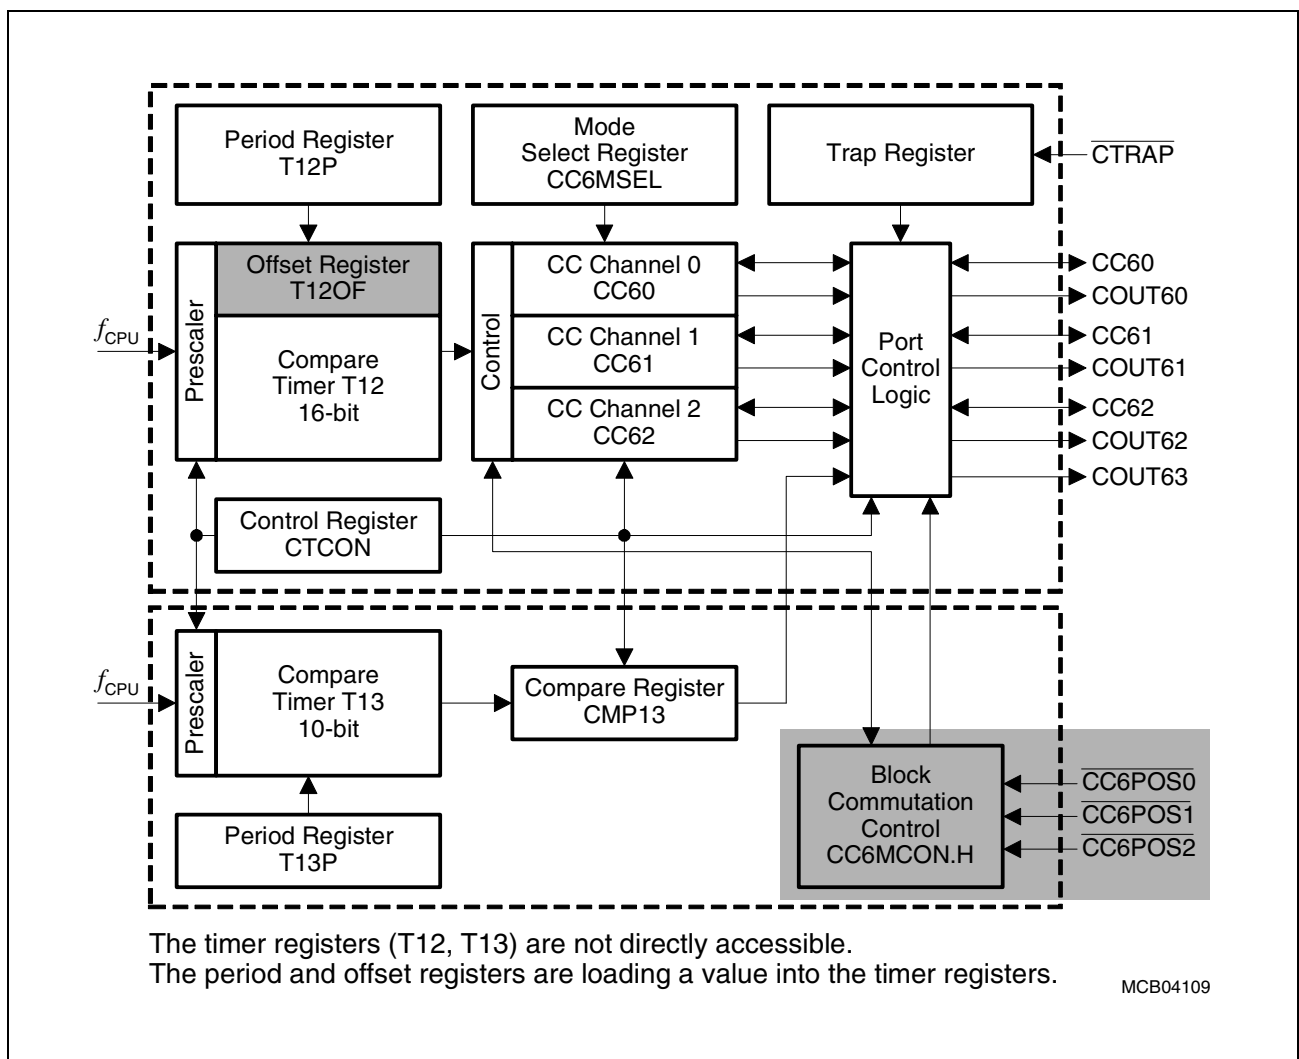 Period Register
T12P
Mode
Select Register
CC6MSEL
Trap Register
CTRAP
Prescaler
Offset Register
T12OF
Compare
Timer T12
16-bit
fCPU
Control
CC Channel 0
CC60
CC Channel 1
CC61
CC Channel 2
CC62
Port
Control
Logic
CC60
COUT60
CC61
COUT61
CC62
COUT62
COUT63
Control Register
CTCON
fCPU
Prescaler
Compare
Timer T13
10-bit
Compare Register
CMP13
Period Register
T13P
Block
Commutation
Control
CC6MCON.H
CC6POS0
CC6POS1
CC6POS2
The timer registers (T12, T13) are not directly accessible.
The period and offset registers are loading a value into the timer registers.
MCB04109